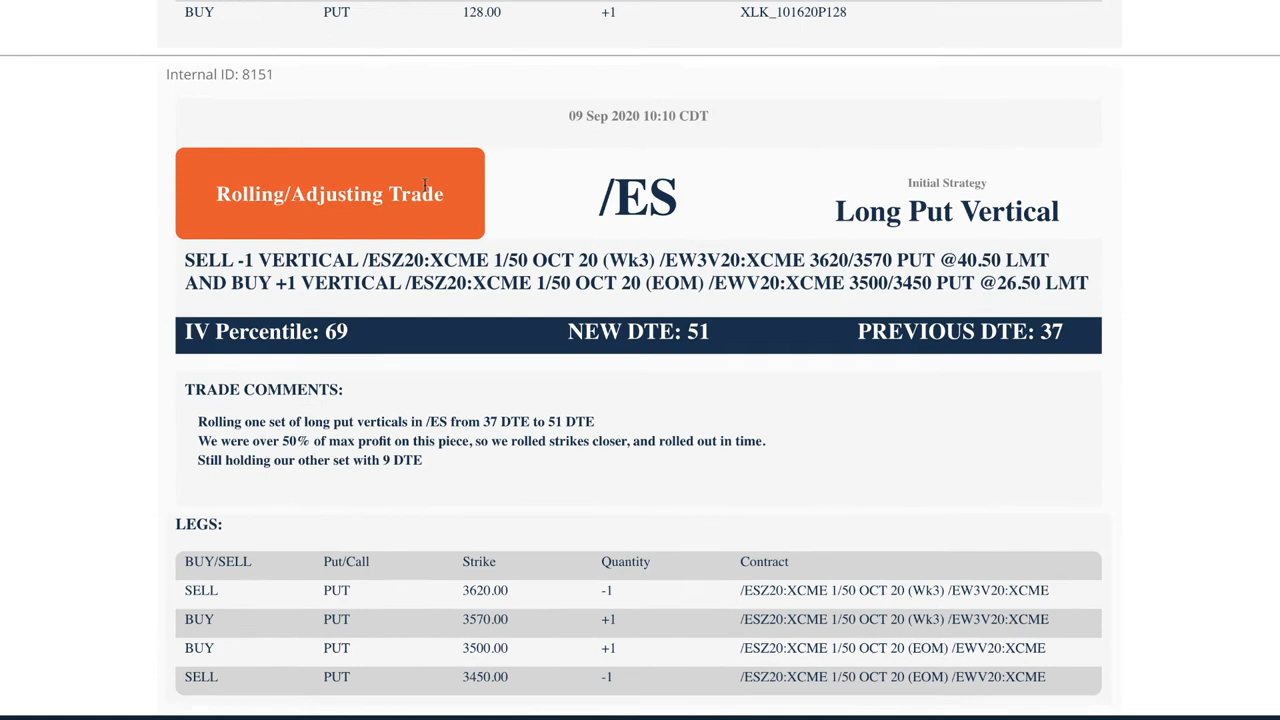 BUY PUT 128.00 +1 XLK_101620P128
Internal ID: 8151
09 Sep 2020 10:10 CDT
Rolling/Adjusting Trade
/ES
Initial Strategy
Long Put Vertical
SELL -1 VERTICAL /ESZ20:XCME 1/50 OCT 20 (Wk3) /EW3V20:XCME 3620/3570 PUT @40.50 LMT
AND BUY +1 VERTICAL /ESZ20:XCME 1/50 OCT 20 (EOM) /EWV20:XCME 3500/3450 PUT @26.50 LMT
IV Percentile: 69 NEW DTE: 51 PREVIOUS DTE: 37
TRADE COMMENTS:
Rolling one set of long put verticals in /ES from 37 DTE to 51 DTE
We were over 50% of max profit on this piece, so we rolled strikes closer, and rolled out in time.
Still holding our other set with 9 DTE
LEGS:
BUY/SELL Put/Call Strike Quantity Contract
SELL PUT 3620.00 -1 /ESZ20:XCME 1/50 OCT 20 (Wk3) /EW3V20:XCME
BUY PUT 3570.00 +1 /ESZ20:XCME 1/50 OCT 20 (Wk3) /EW3V20:XCME
BUY PUT 3500.00 +1 /ESZ20:XCME 1/50 OCT 20 (EOM) /EWV20:XCME
SELL PUT 3450.00 -1 /ESZ20:XCME 1/50 OCT 20 (EOM) /EWV20:XCME